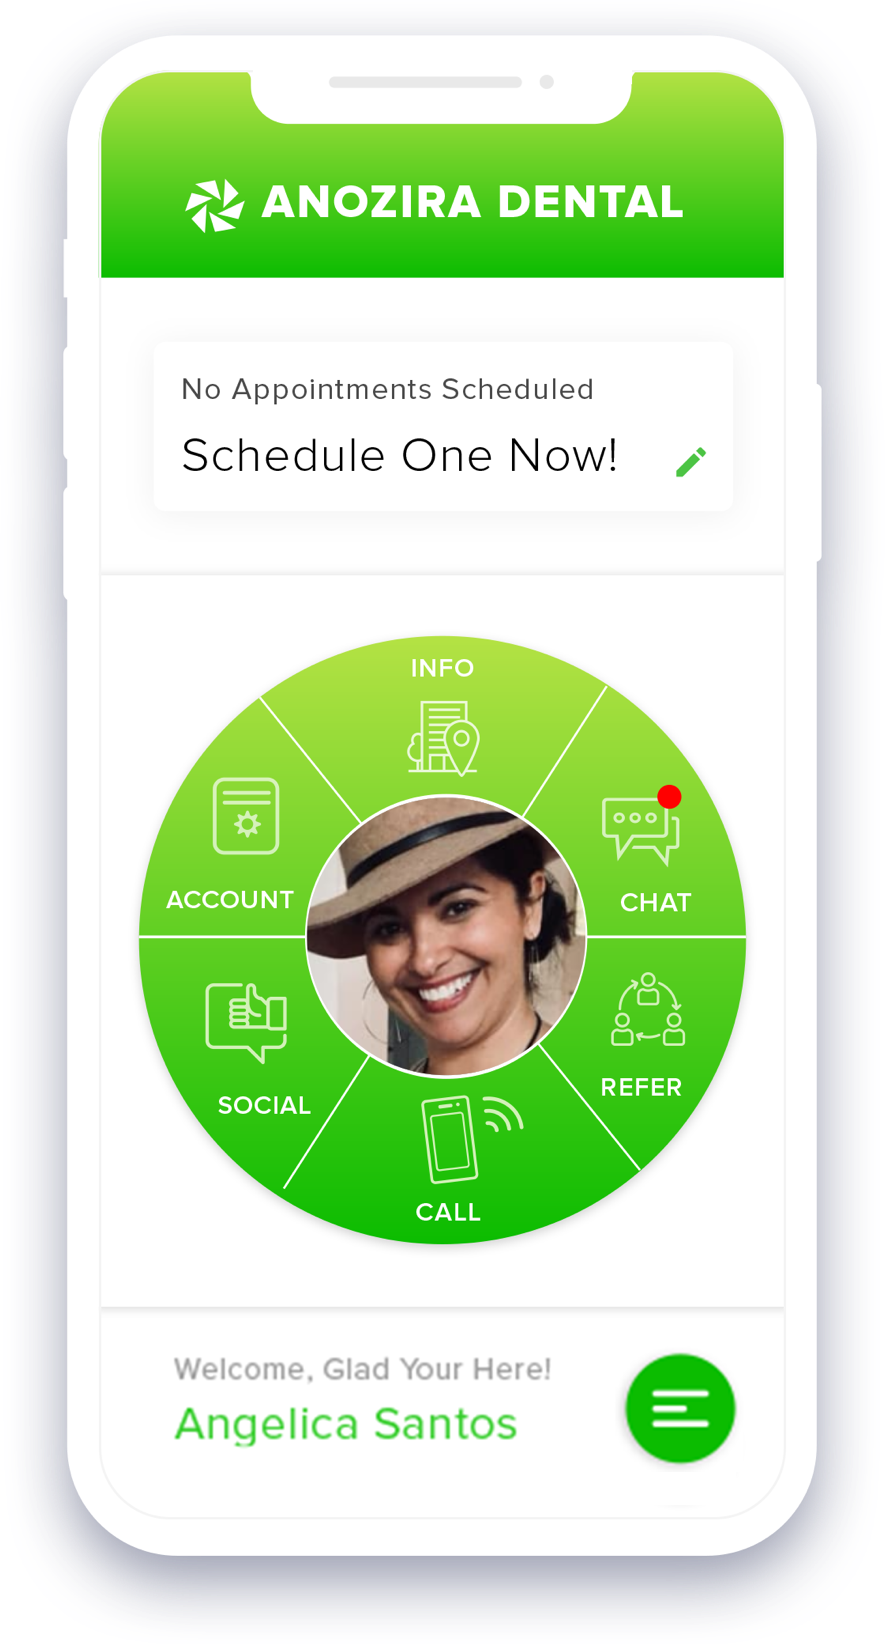 ANOZIRA DENTAL
No Appointments Scheduled
Schedule One Now!
INFO
ACCOUNT
CHAT
SOCIAL
REFER
CALL
Welcome, Glad Your Here!
Angelica Santos